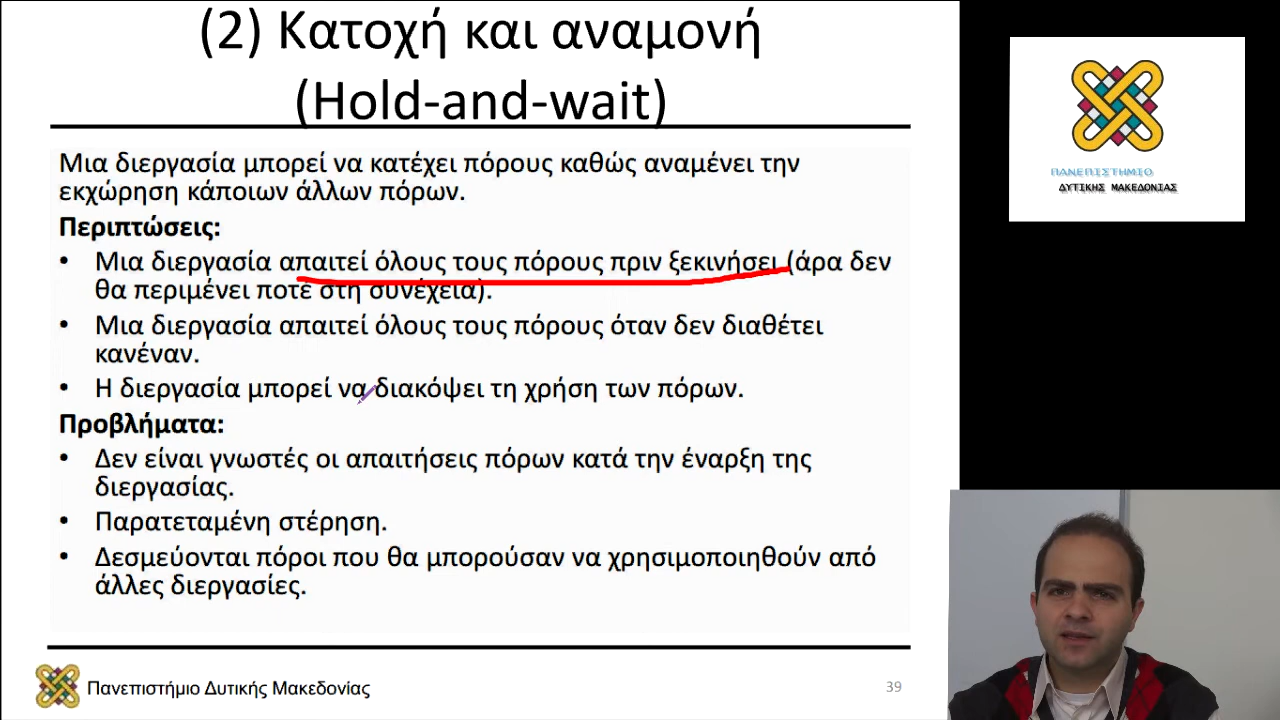 (2) Κατοχή και αναμονή
(Hold-and-wait)
Μια διεργασία μπορεί να κατέχει πόρους καθώς αναμένει την
εκχώρηση κάποιων άλλων πόρων.
Περιπτώσεις:
• Μια διεργασία απαιτεί όλους τους πόρους πριν ξεκινήσει (άρα δεν
θα περιμένει ποτέ στη συνέχεια).
• Μια διεργασία απαιτεί όλους τους πόρους όταν δεν διαθέτει
κανέναν.
• Η διεργασία μπορεί να διακόψει τη χρήση των πόρων.
Προβλήματα:
• Δεν είναι γνωστές οι απαιτήσεις πόρων κατά την έναρξη της
διεργασίας.
• Παρατεταμένη στέρηση.
• Δεσμεύονται πόροι που θα μπορούσαν να χρησιμοποιηθούν από
άλλες διεργασίες.
Πανεπιστήμιο Δυτικής Μακεδονίας
39
ΠΑΝΕΠΙΣΤΗΜΙΟ
ΔΥΤΙΚΗΣ ΜΑΚΕΔΟΝΙΑΣ